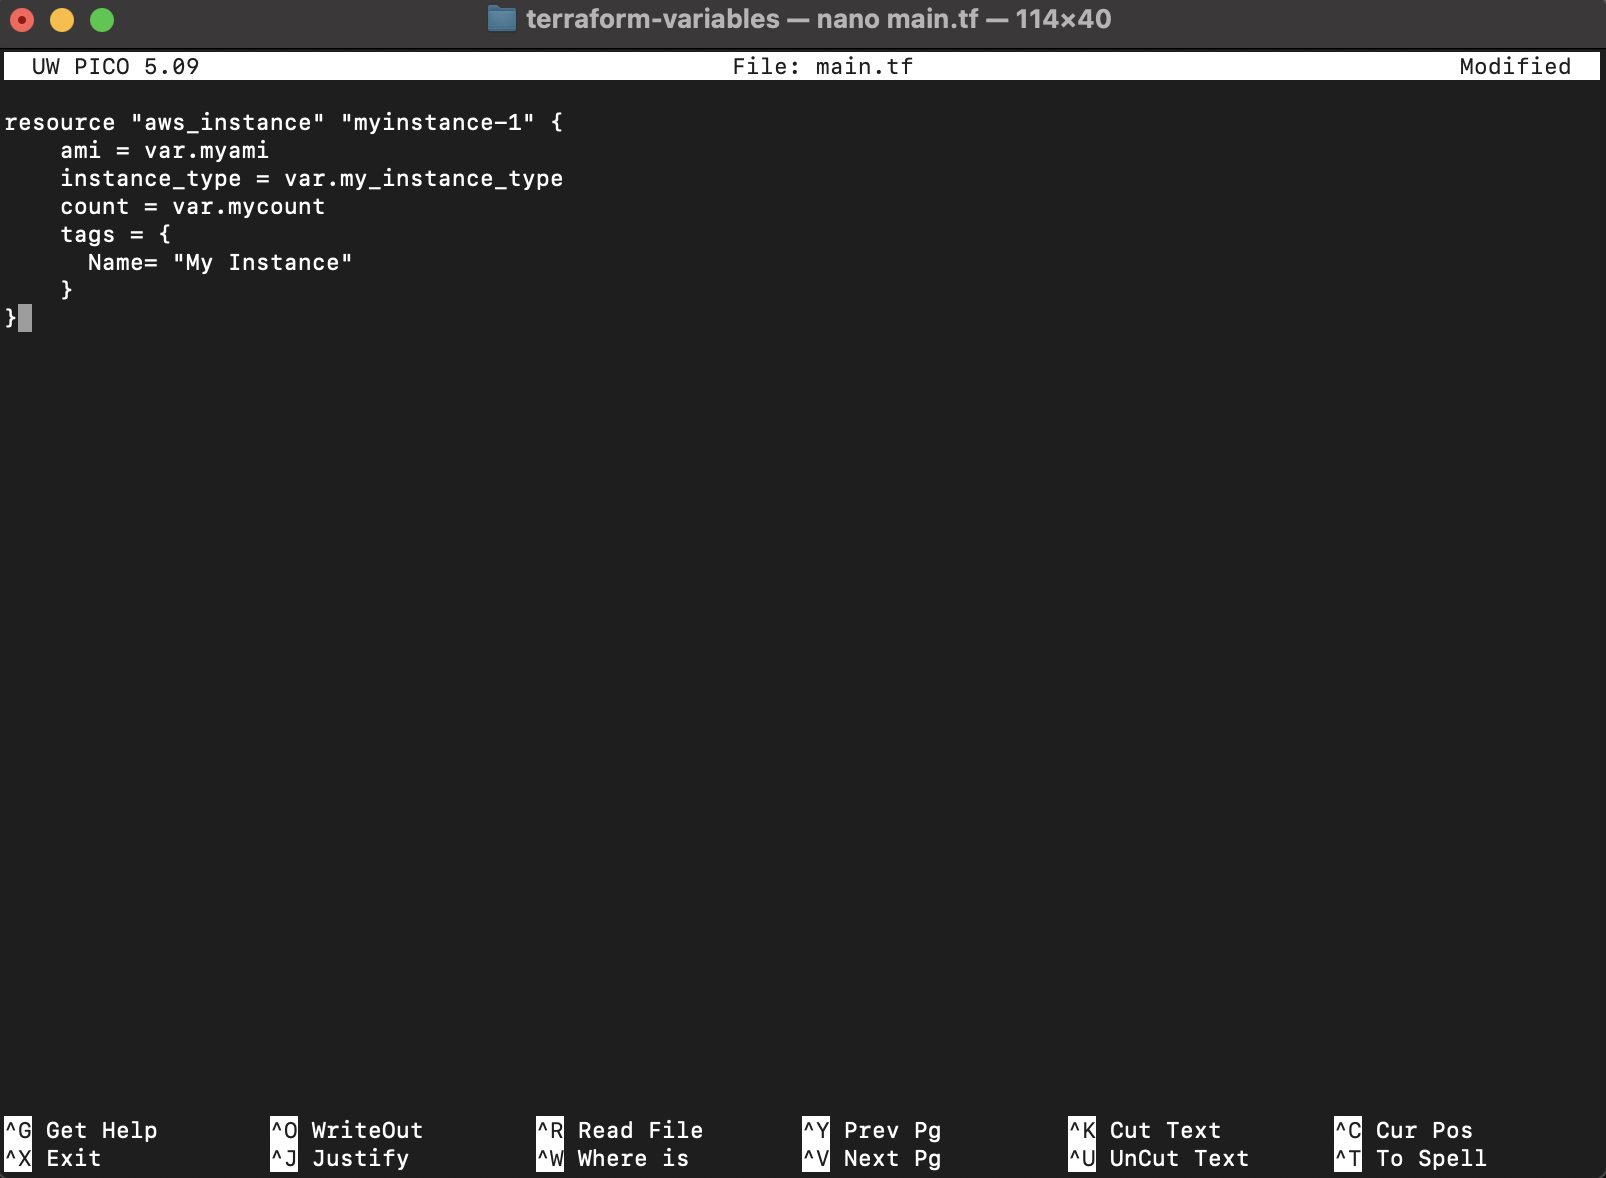 terraform-variables — nano main.tf — 114×40
UW PICO 5.09 File: main.tf Modified
resource "aws_instance" "myinstance-1" {
    ami = var.myami
    instance_type = var.my_instance_type
    count = var.mycount
    tags = {
      Name= "My Instance"
    }
}
^G Get Help ^O WriteOut ^R Read File ^Y Prev Pg ^K Cut Text ^C Cur Pos
^X Exit ^J Justify ^W Where is ^V Next Pg ^U UnCut Text ^T To Spell